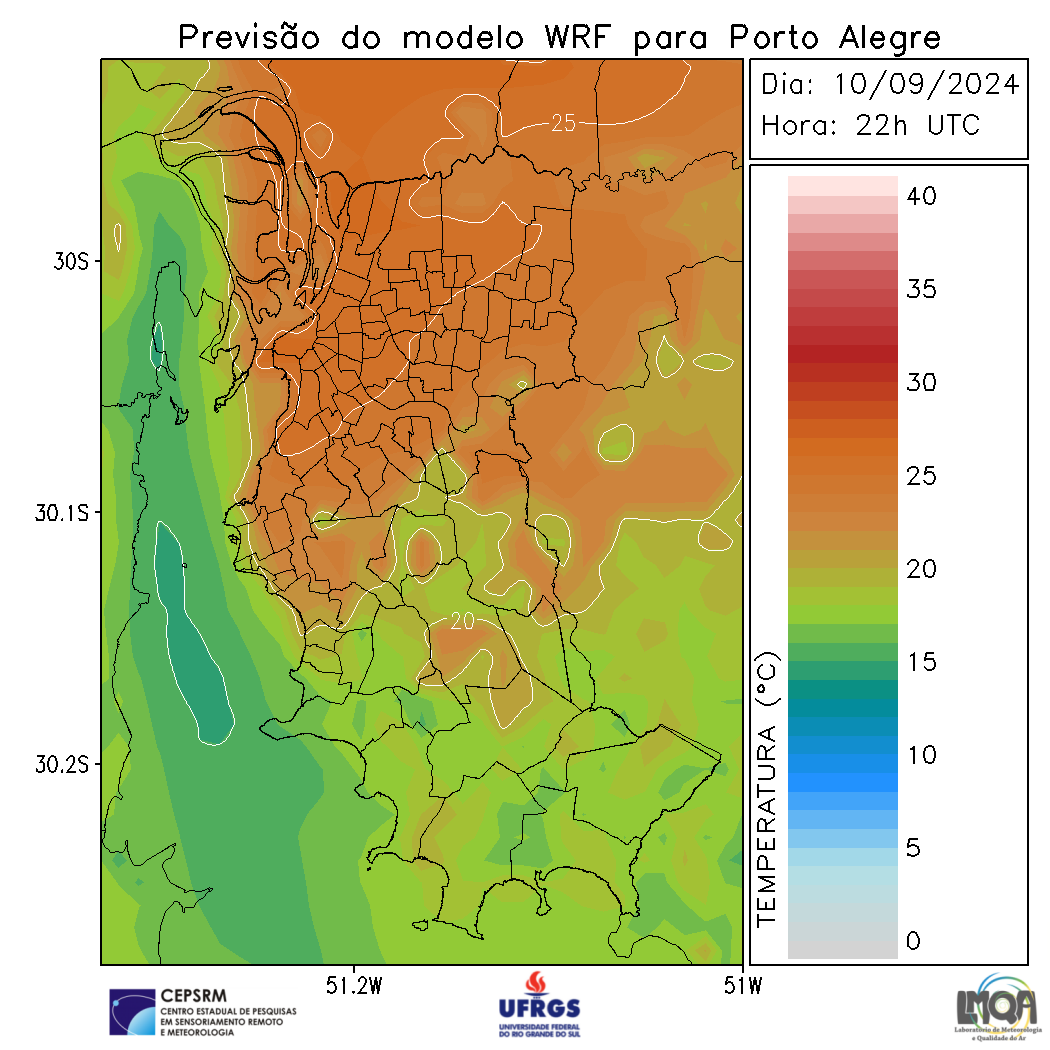 Previsão do modelo WRF para Porto Alegre
Dia: 10/09/2024
Hora: 22h UTC
25
20
30S
30.1S
30.2S
51.2W
51W
TEMPERATURA (°C)
40
35
30
25
20
15
10
5
0
CEPSRM
CENTRO ESTADUAL DE PESQUISAS
EM SENSORIAMENTO REMOTO
E METEOROLOGIA
UFRGS
UNIVERSIDADE FEDERAL
DO RIO GRANDE DO SUL
LMQA
Laboratório de Meteorologia
e Qualidade do Ar